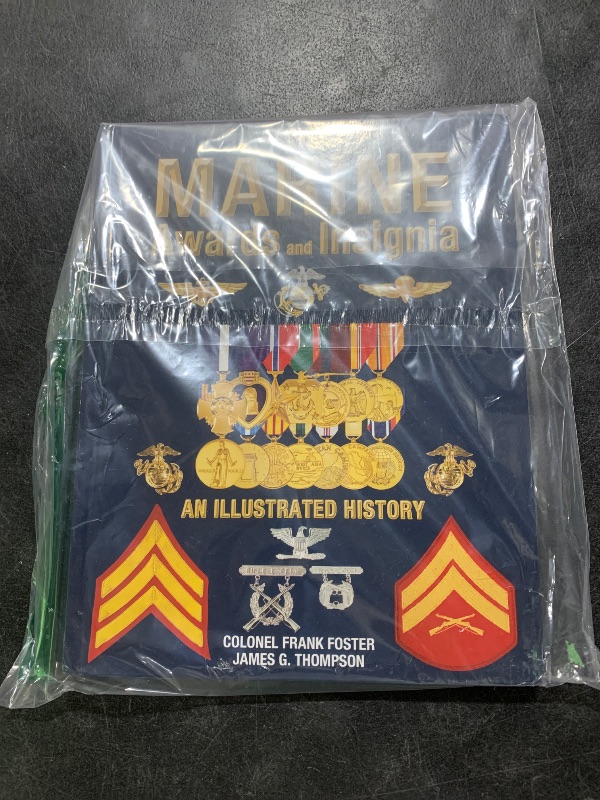 MARINE
Awards and Insignia
AN ILLUSTRATED HISTORY
COLONEL FRANK FOSTER
JAMES G. THOMPSON